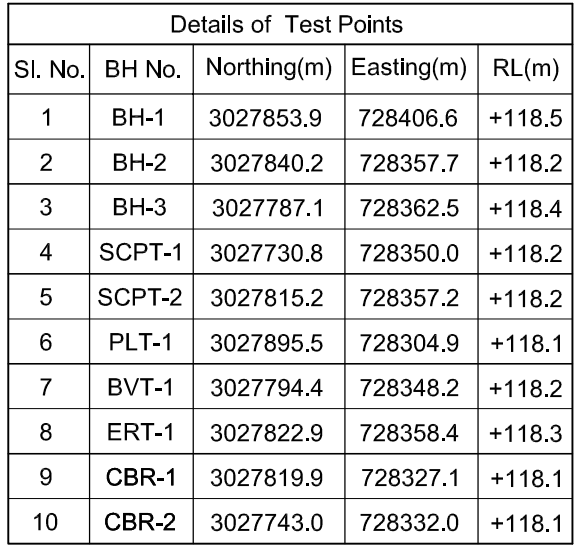 Details of Test Points
Sl. No. BH No. Northing(m) Easting(m) RL(m)
1 BH-1 3027853.9 728406.6 +118.5
2 BH-2 3027840.2 728357.7 +118.2
3 BH-3 3027787.1 728362.5 +118.4
4 SCPT-1 3027730.8 728350.0 +118.2
5 SCPT-2 3027815.2 728357.2 +118.2
6 PLT-1 3027895.5 728304.9 +118.1
7 BVT-1 3027794.4 728348.2 +118.2
8 ERT-1 3027822.9 728358.4 +118.3
9 CBR-1 3027819.9 728327.1 +118.1
10 CBR-2 3027743.0 728332.0 +118.1